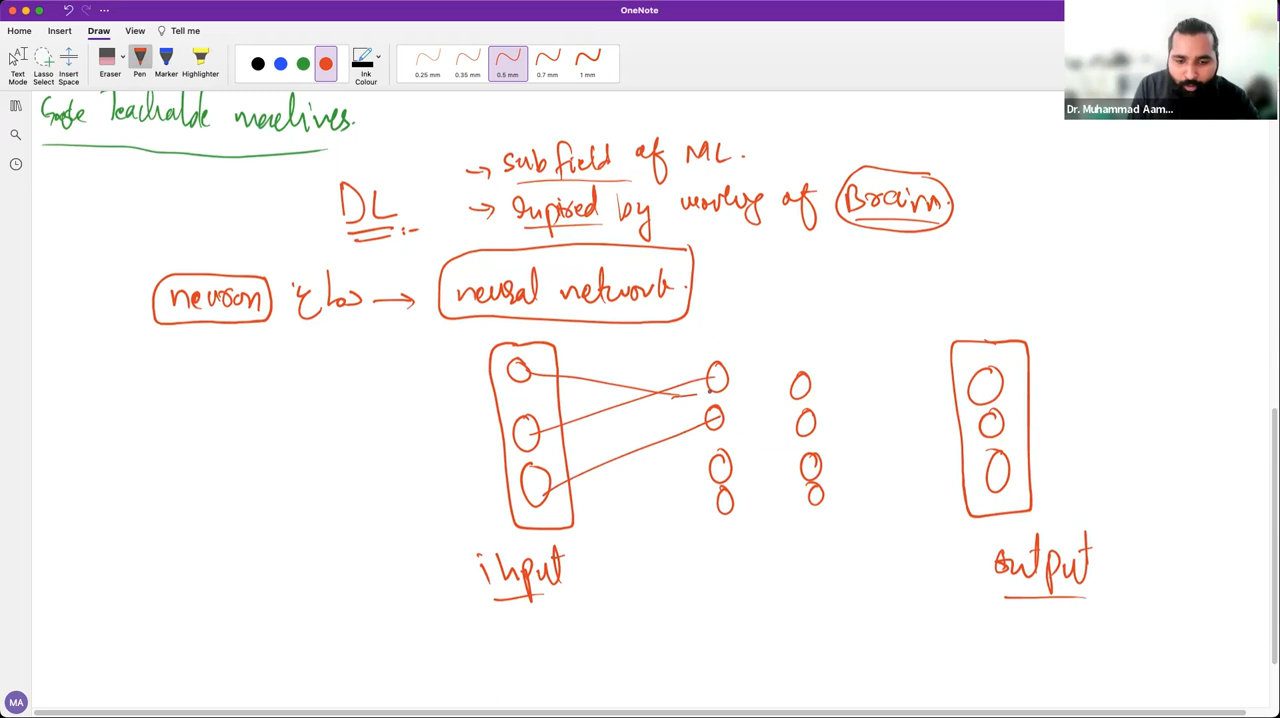 OneNote
Home Insert Draw View Tell me
Text Mode
Lasso Select
Insert Space
Eraser
Pen
Marker
Highlighter
Ink Colour
0.25 mm
0.35 mm
0.5 mm
0.7 mm
1 mm
Dr. Muhammad Aam...
Teachable machines.
→ subfield of ML.
DL
→ inspired by working of Brain.
neuron → neural network.
input
output
MA